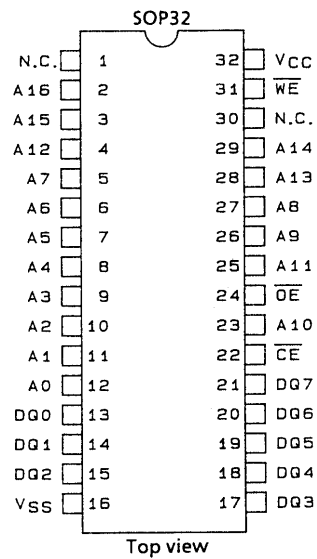 SOP32
N.C. 1 32 VCC
A16 2 31 WE
A15 3 30 N.C.
A12 4 29 A14
A7 5 28 A13
A6 6 27 A8
A5 7 26 A9
A4 8 25 A11
A3 9 24 OE
A2 10 23 A10
A1 11 22 CE
A0 12 21 DQ7
DQ0 13 20 DQ6
DQ1 14 19 DQ5
DQ2 15 18 DQ4
VSS 16 17 DQ3
Top view